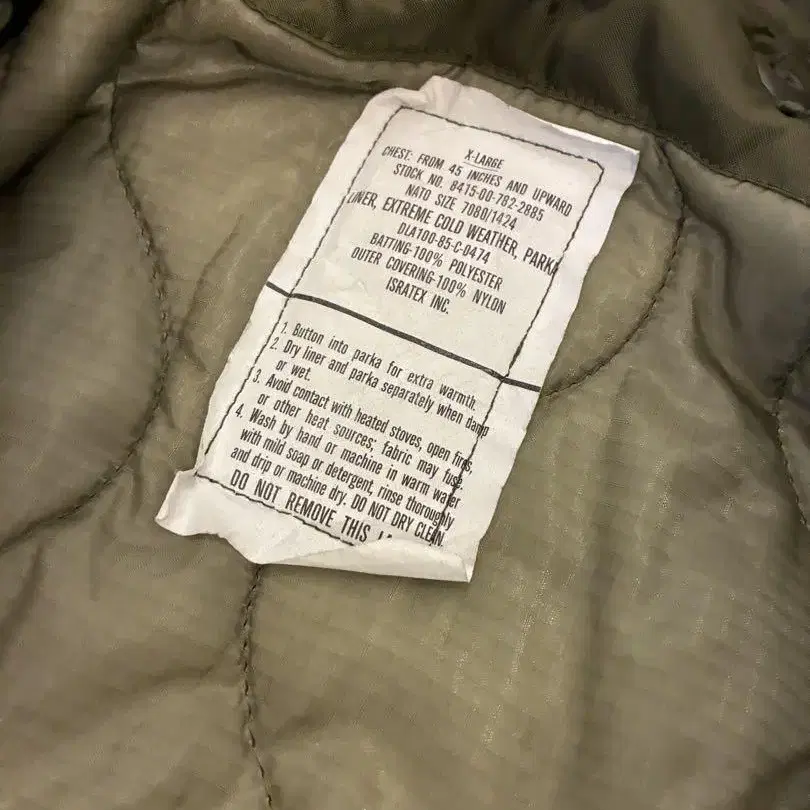 X-LARGE
CHEST: FROM 45 INCHES AND UPWARD
STOCK NO. 8415-00-782-2885
NATO SIZE 7080/1424
LINER, EXTREME COLD WEATHER, PARKA
DLA100-85-C-0474
BATTING-100% POLYESTER
OUTER COVERING-100% NYLON
ISRATEX INC.
1. Button into parka for extra warmth.
2. Dry liner and parka separately when damp
or wet.
3. Avoid contact with heated stoves, open fires,
or other heat sources; fabric may fuse.
4. Wash by hand or machine in warm water
with mild soap or detergent, rinse thoroughly
and drip or machine dry. DO NOT DRY CLEAN.
DO NOT REMOVE THIS